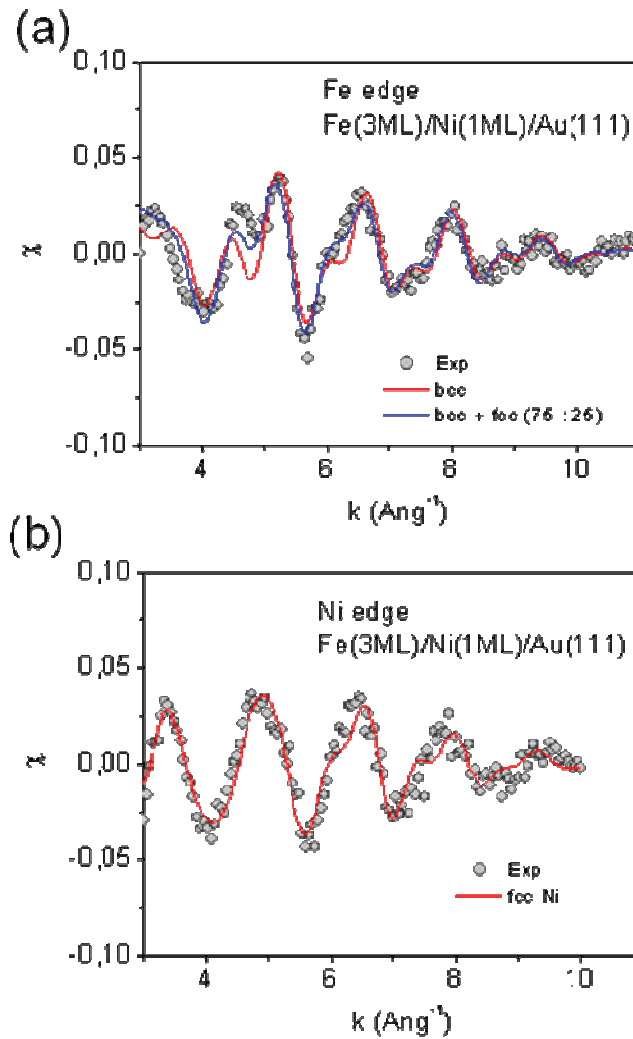 (a)
0,10
0,05
0.00
-0.05
-0,10
χ
Fe edge
Fe(3ML)/Ni(1ML)/Au(111)
Exp
bcc
bcc + fcc (75 : 25)
4
6
8
10
k (Ang⁻¹)
(b)
0,10
0,05
0,00
-0,05
-0,10
χ
Ni edge
Fe(3ML)/Ni(1ML)/Au(111)
Exp
fcc Ni
4
6
8
10
k (Ang⁻¹)